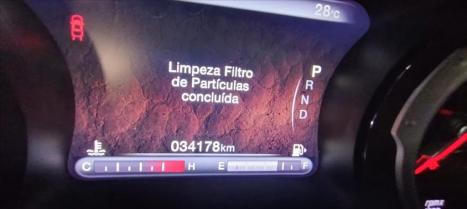 28°C
Limpeza Filtro
de Partículas
concluída
P
R
N
D
034178km
C H E F